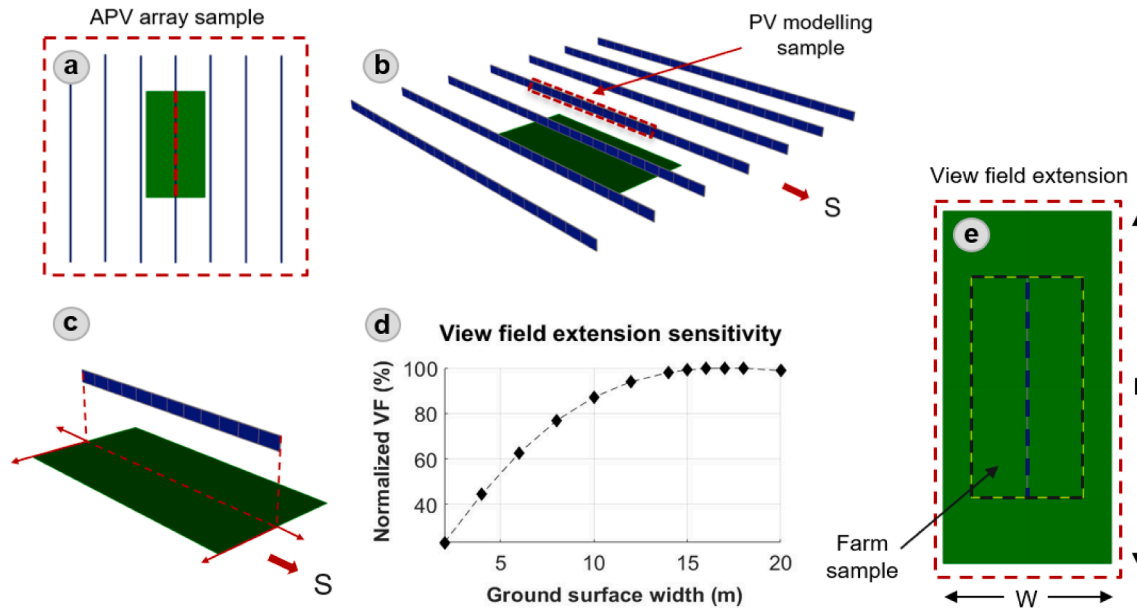 APV array sample
a
b
PV modelling
sample
S
c
S
d
View field extension sensitivity
Normalized VF (%)
100
80
60
40
5
10
15
20
Ground surface width (m)
View field extension
e
Farm
sample
W